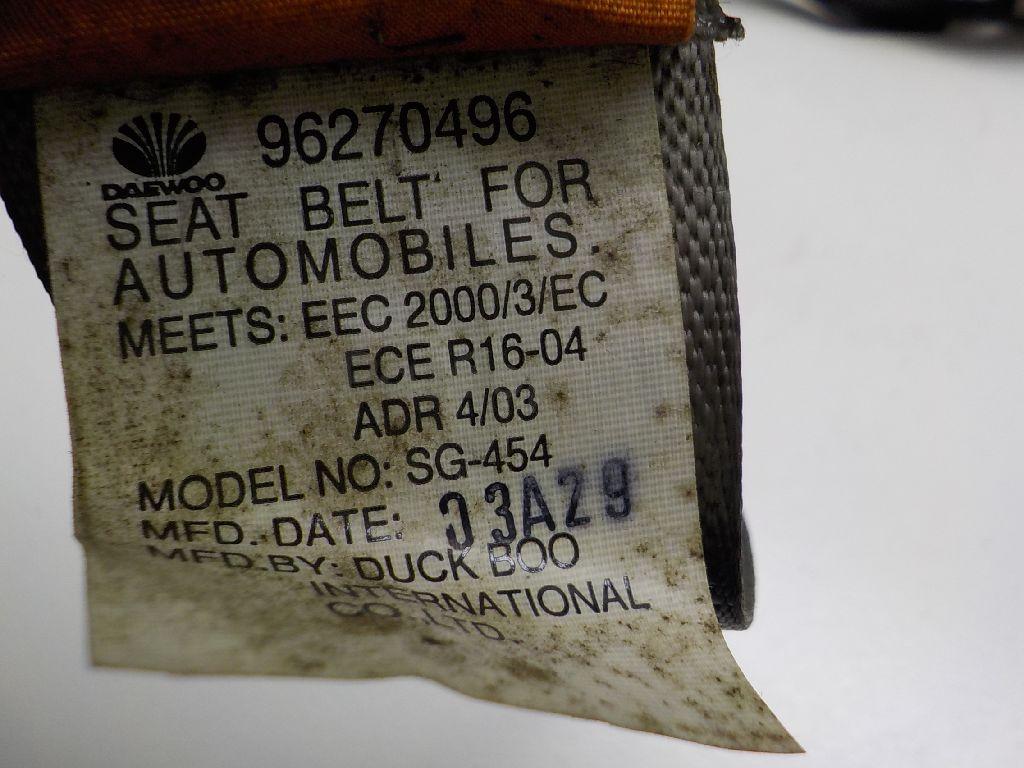 96270496
DAEWOO
SEAT BELT FOR
AUTOMOBILES.
MEETS: EEC 2000/3/EC
ECE R16-04
ADR 4/03
MODEL NO: SG-454
MFD. DATE: 03A29
MFD.BY: DUCK BOO
INTERNATIONAL
CO.LTD.